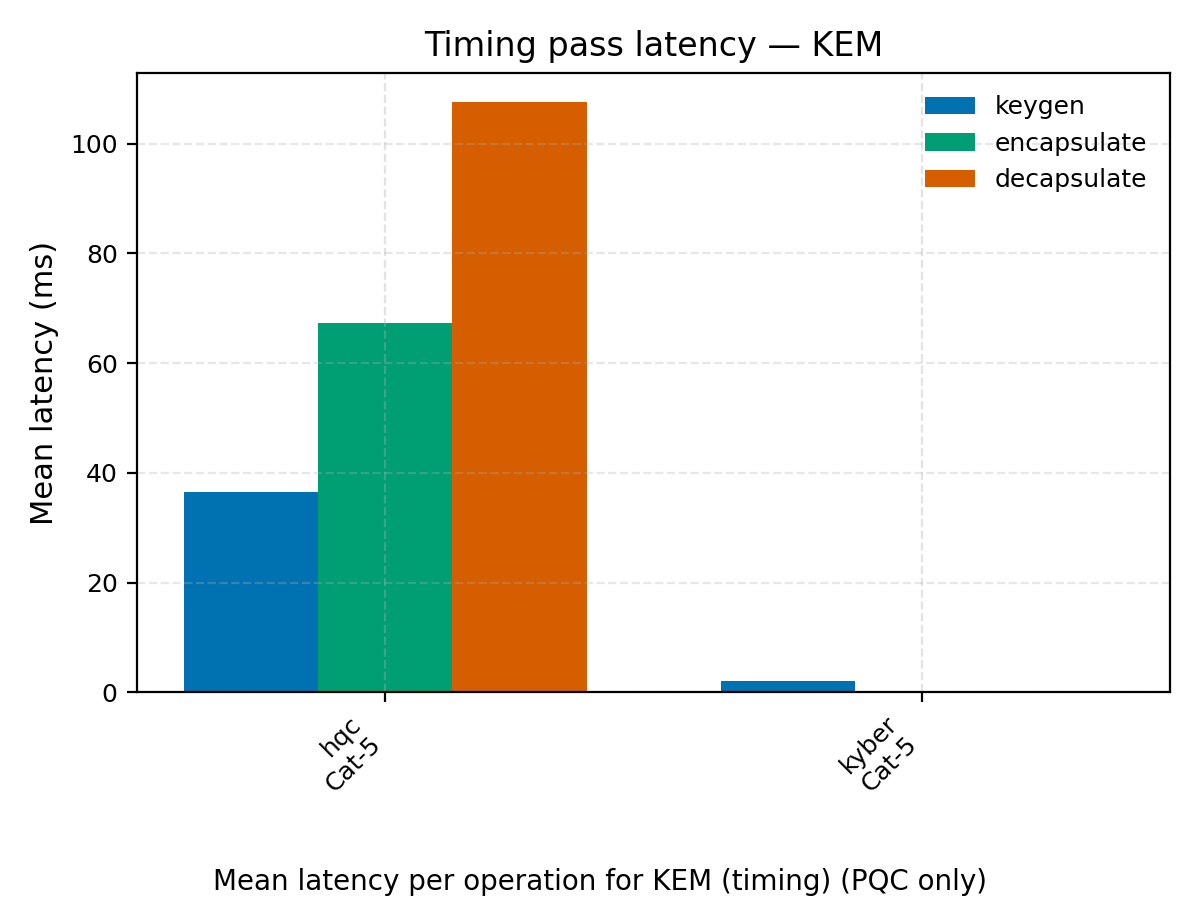 Timing pass latency — KEM
keygen
encapsulate
decapsulate
Mean latency (ms)
100
80
60
40
20
0
hqc
Cat-5
kyber
Cat-5
Mean latency per operation for KEM (timing) (PQC only)